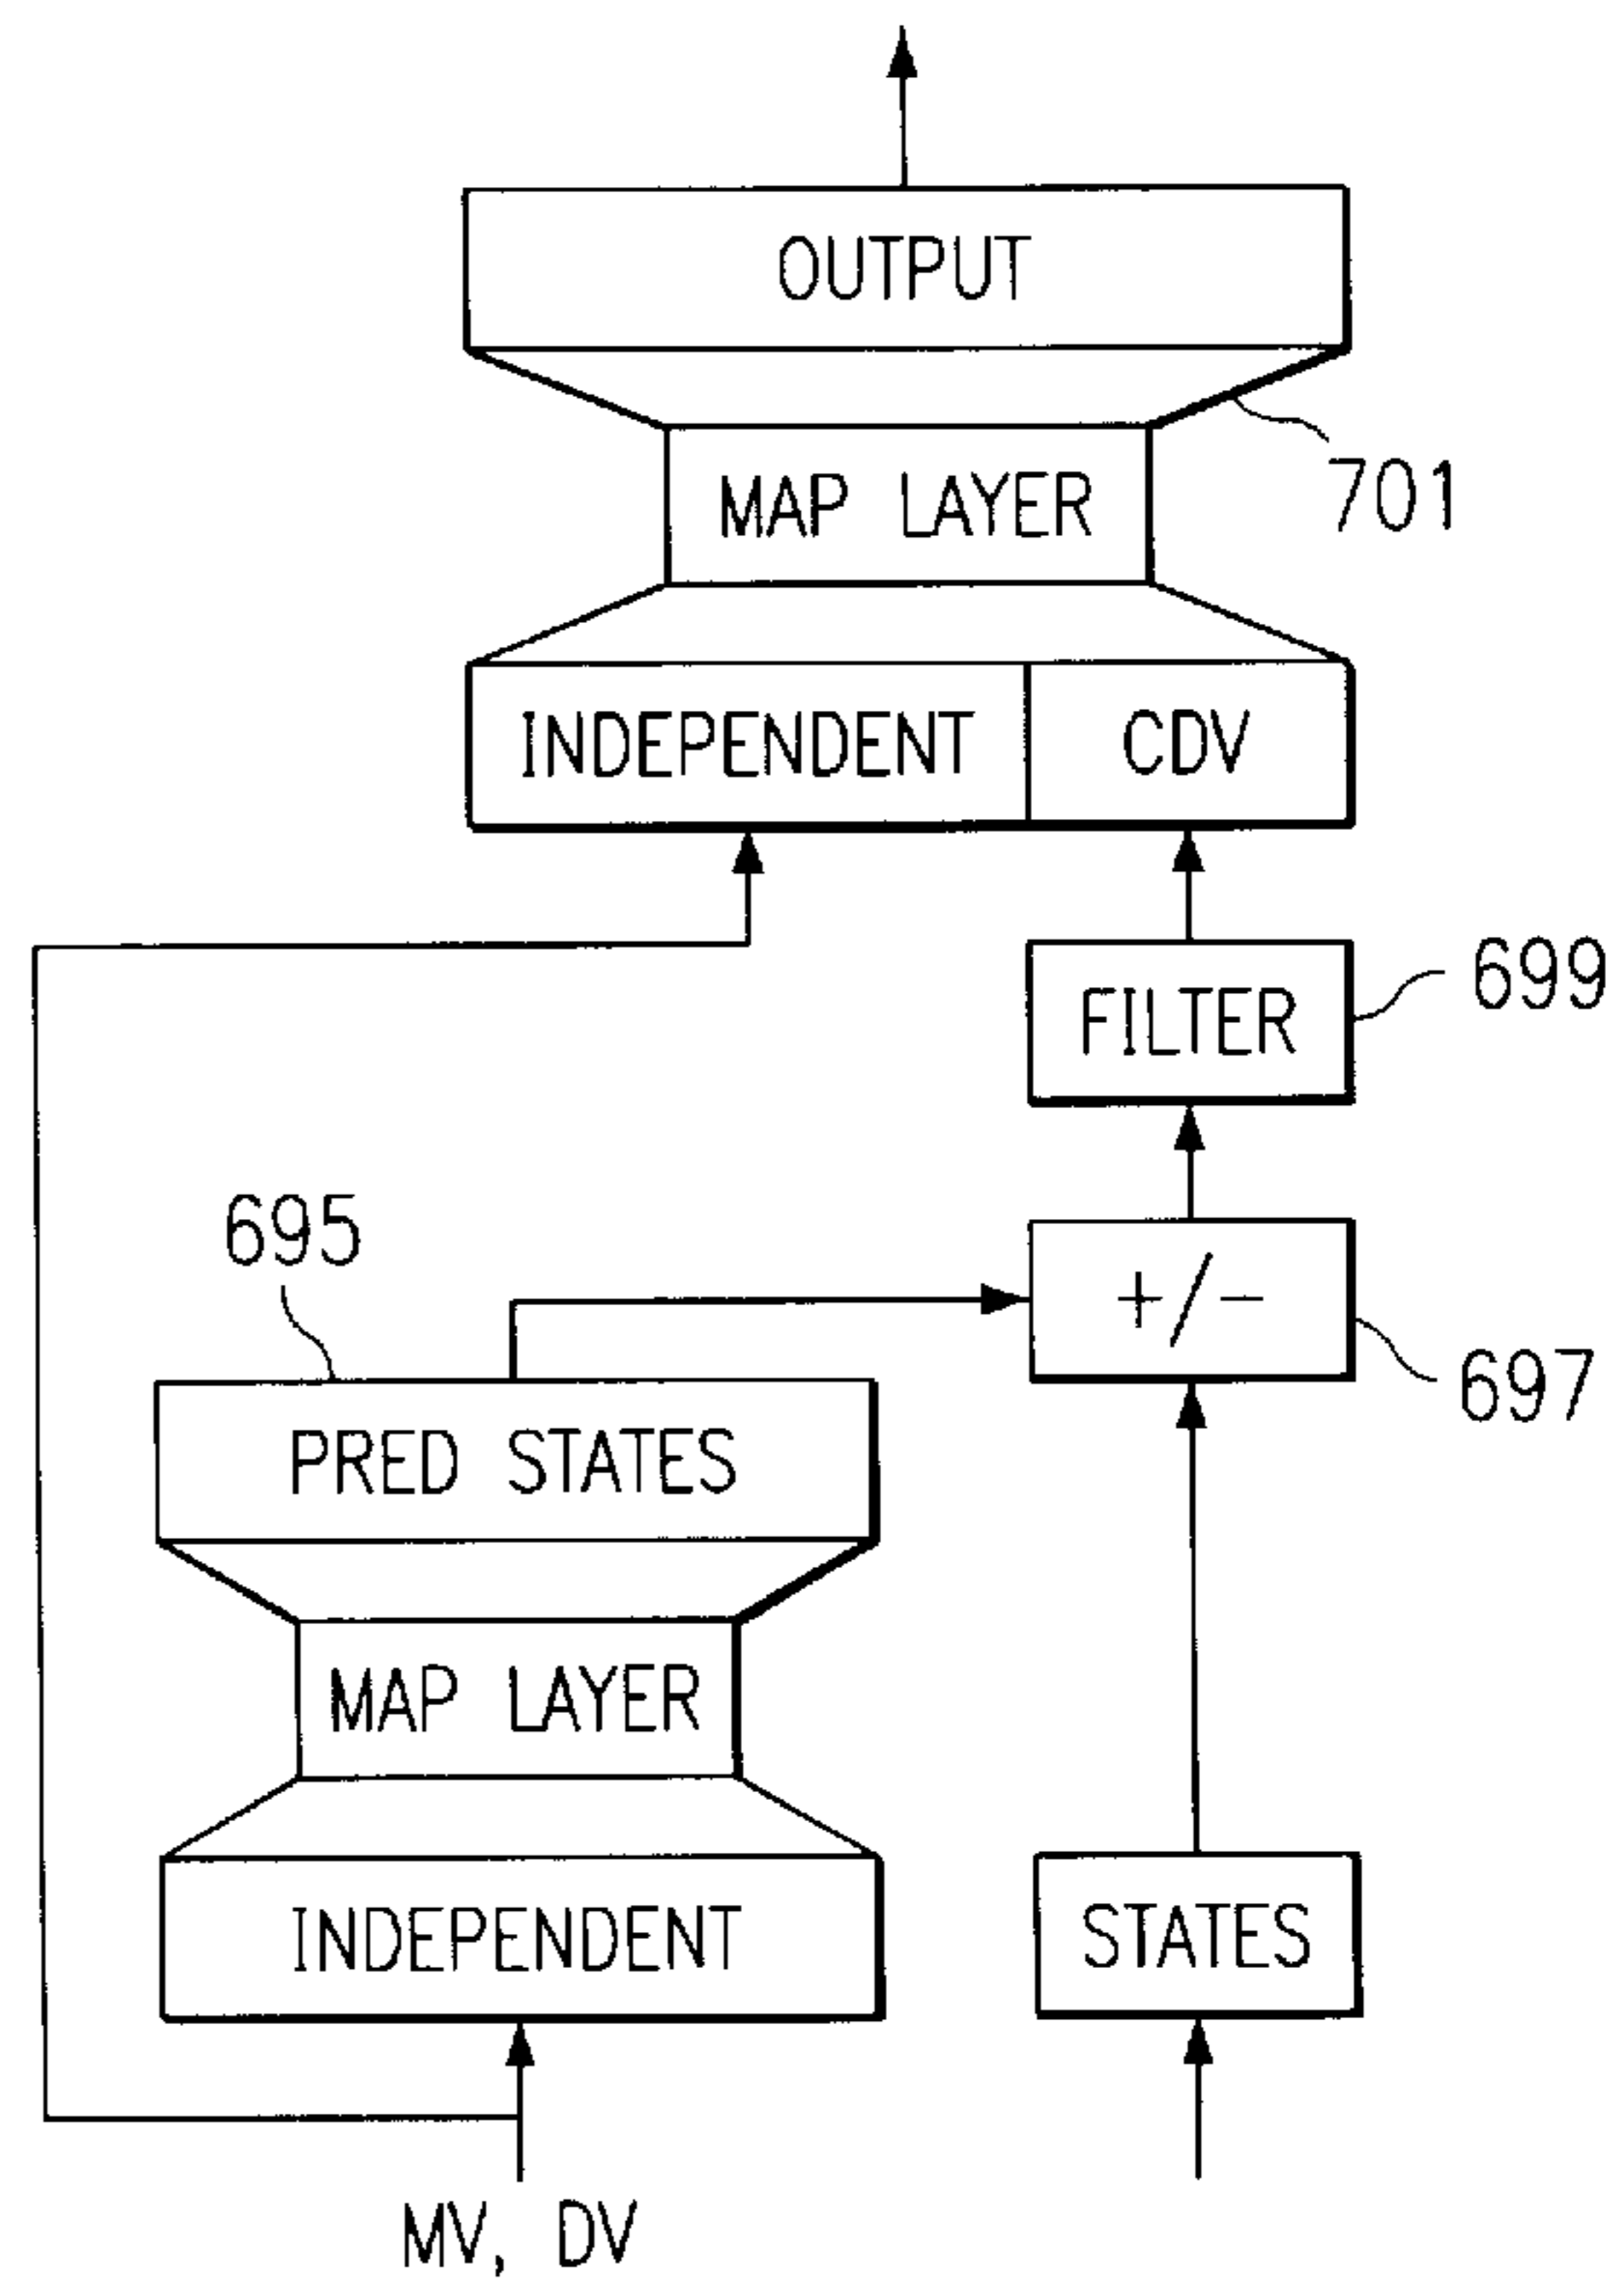 OUTPUT
MAP LAYER
701
INDEPENDENT
CDV
FILTER
699
695
+/-
697
PRED STATES
MAP LAYER
INDEPENDENT
STATES
MV, DV